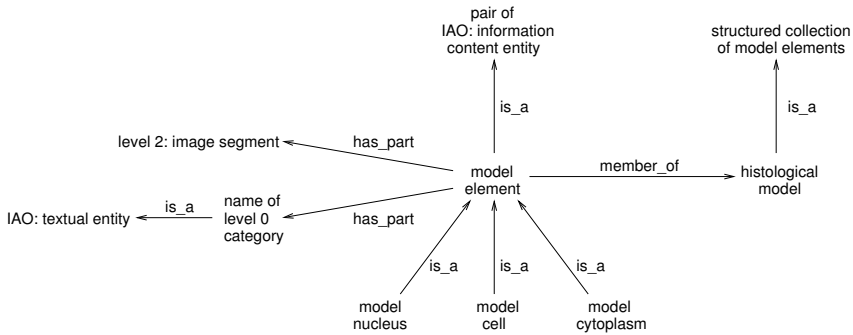 pair of
IAO: information
content entity
structured collection
of model elements
is_a
is_a
level 2: image segment
has_part
model
element
member_of
histological
model
IAO: textual entity
is_a
name of
level 0
category
has_part
is_a
is_a
is_a
model
nucleus
model
cell
model
cytoplasm